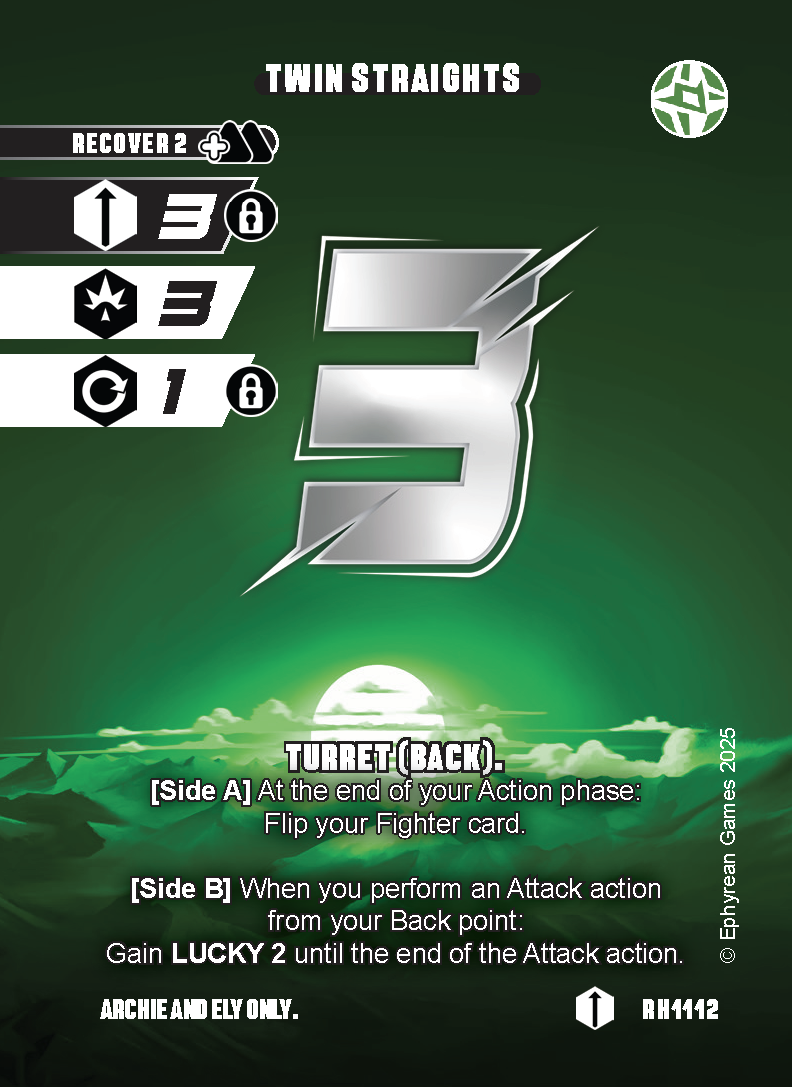 TWIN STRAIGHTS
RECOVER 2
3
3
1
3
TURRET (BACK).
[Side A] At the end of your Action phase:
Flip your Fighter card.
[Side B] When you perform an Attack action
from your Back point:
Gain LUCKY 2 until the end of the Attack action.
© Ephyrean Games 2025
ARCHIE AND ELY ONLY.
RH1112